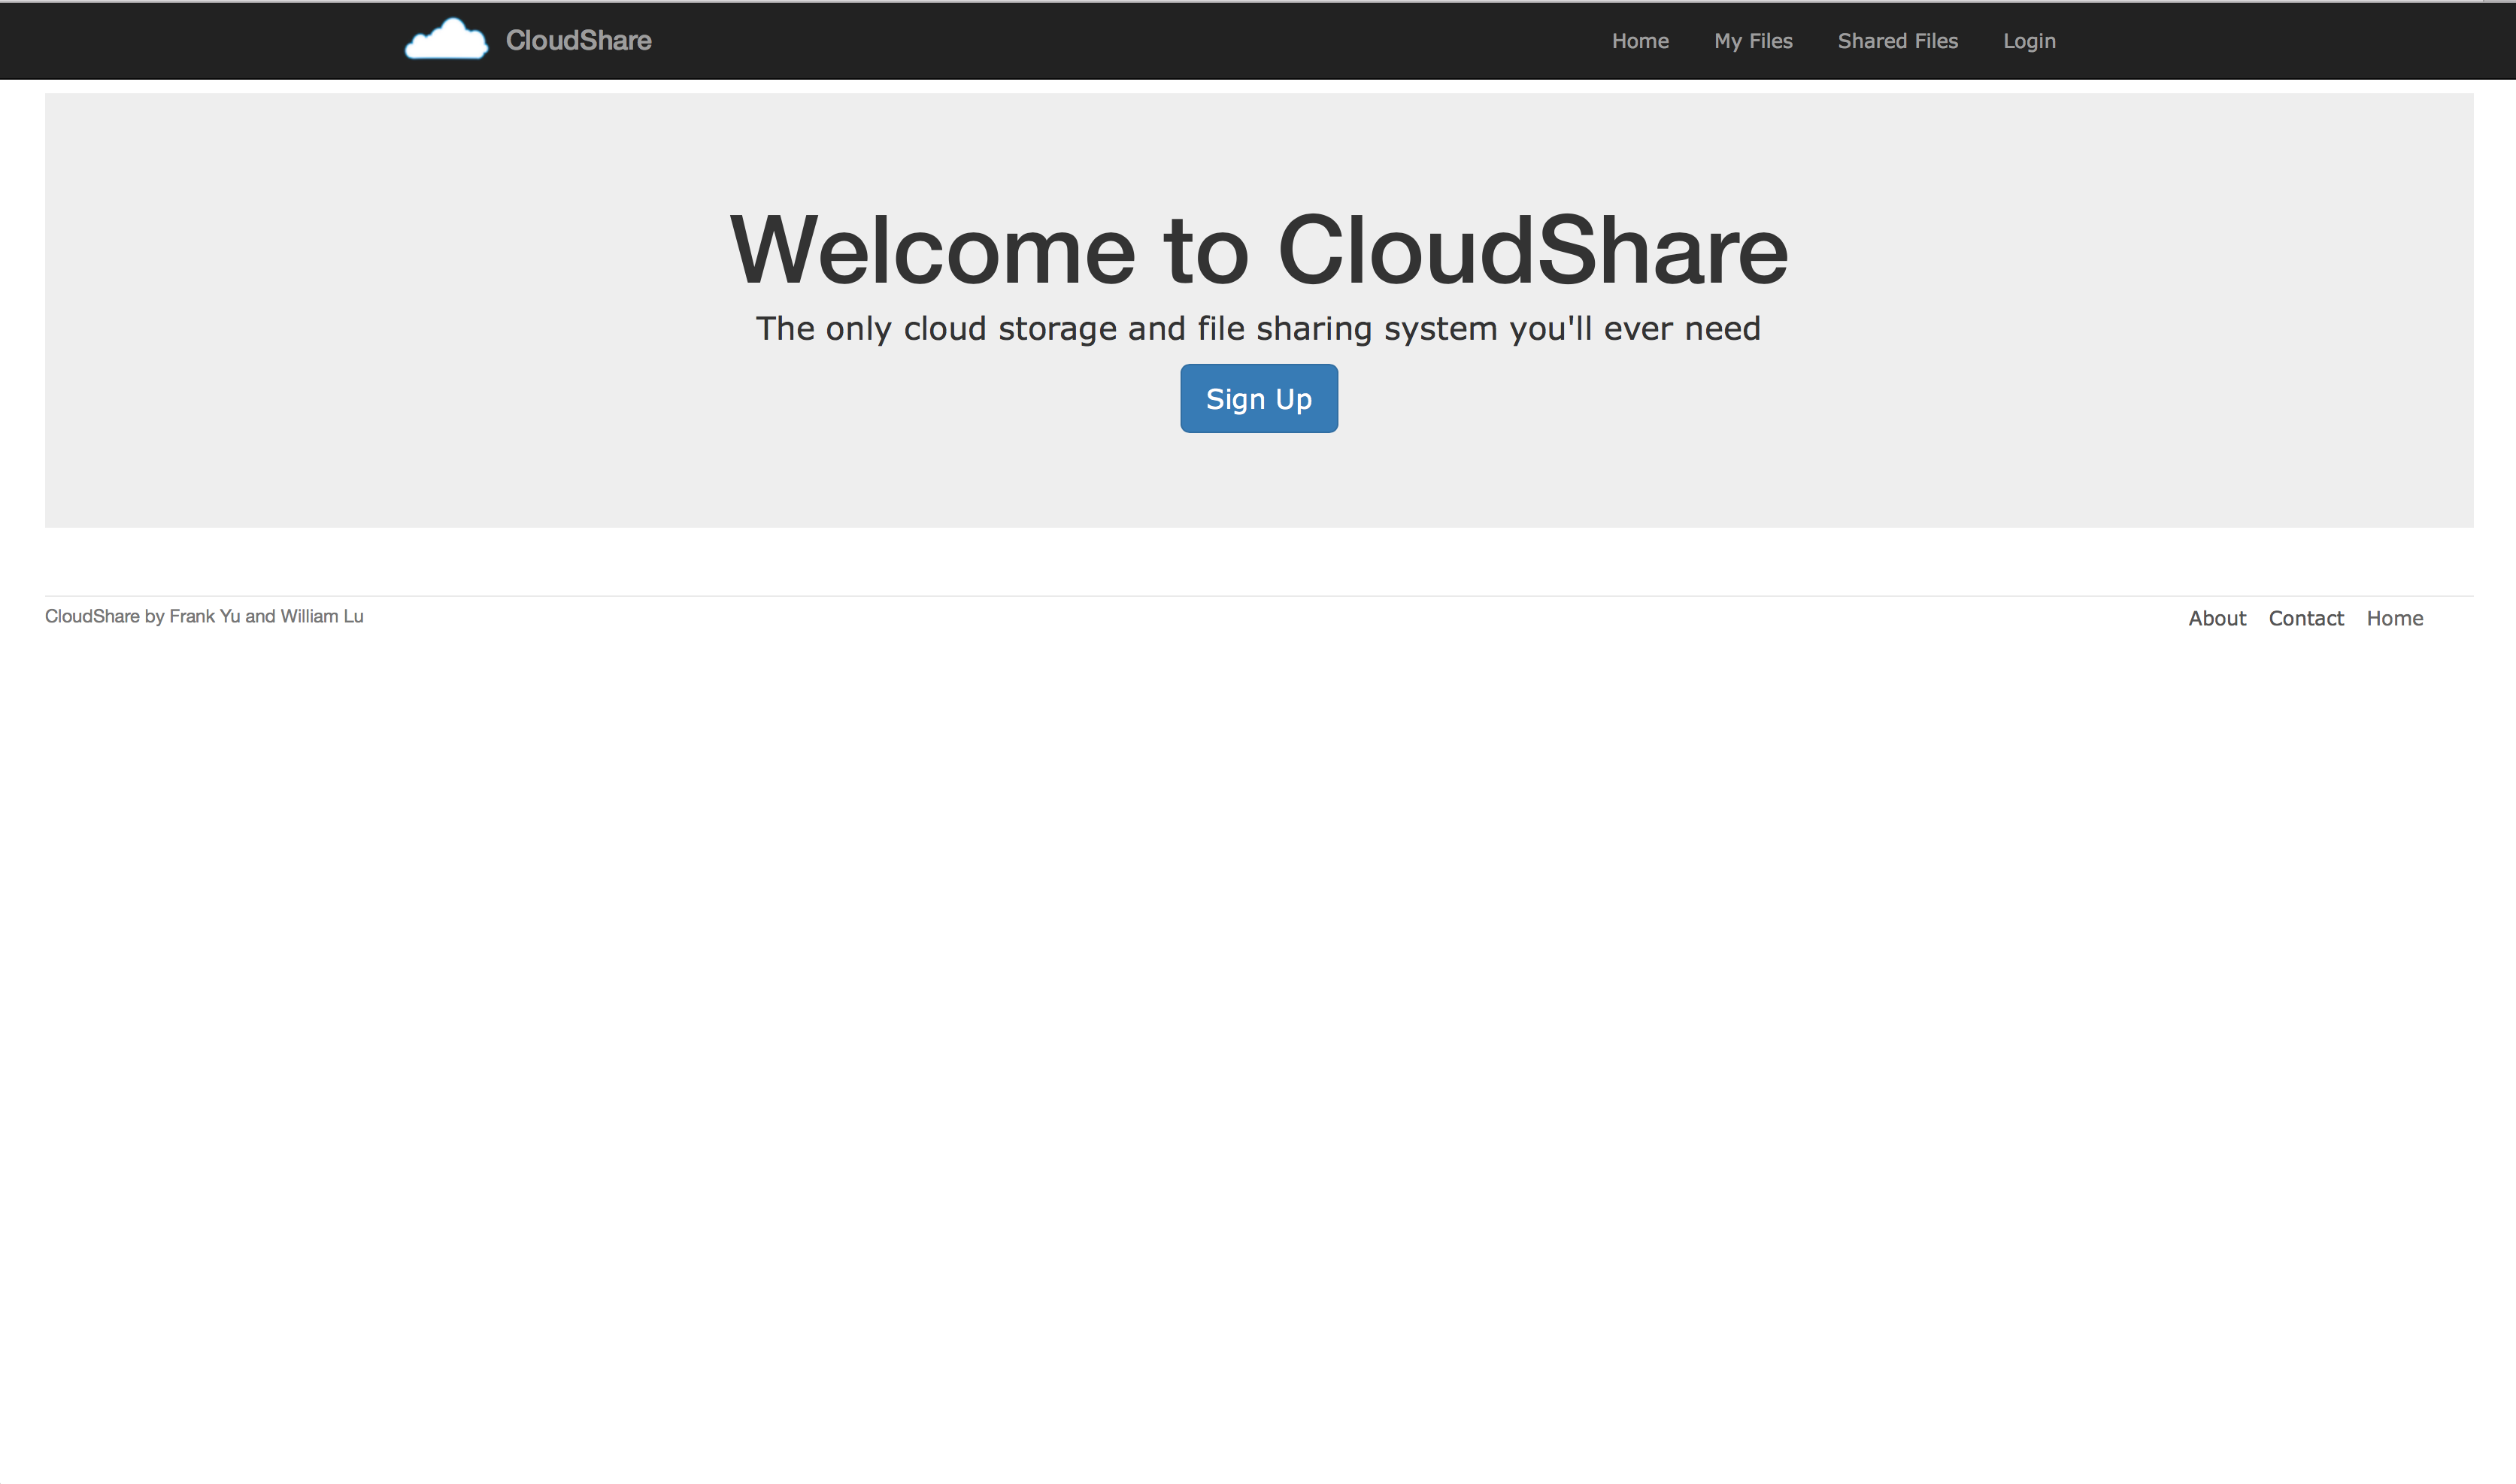 CloudShare Home My Files Shared Files Login
Welcome to CloudShare
The only cloud storage and file sharing system you'll ever need
Sign Up
CloudShare by Frank Yu and William Lu About Contact Home